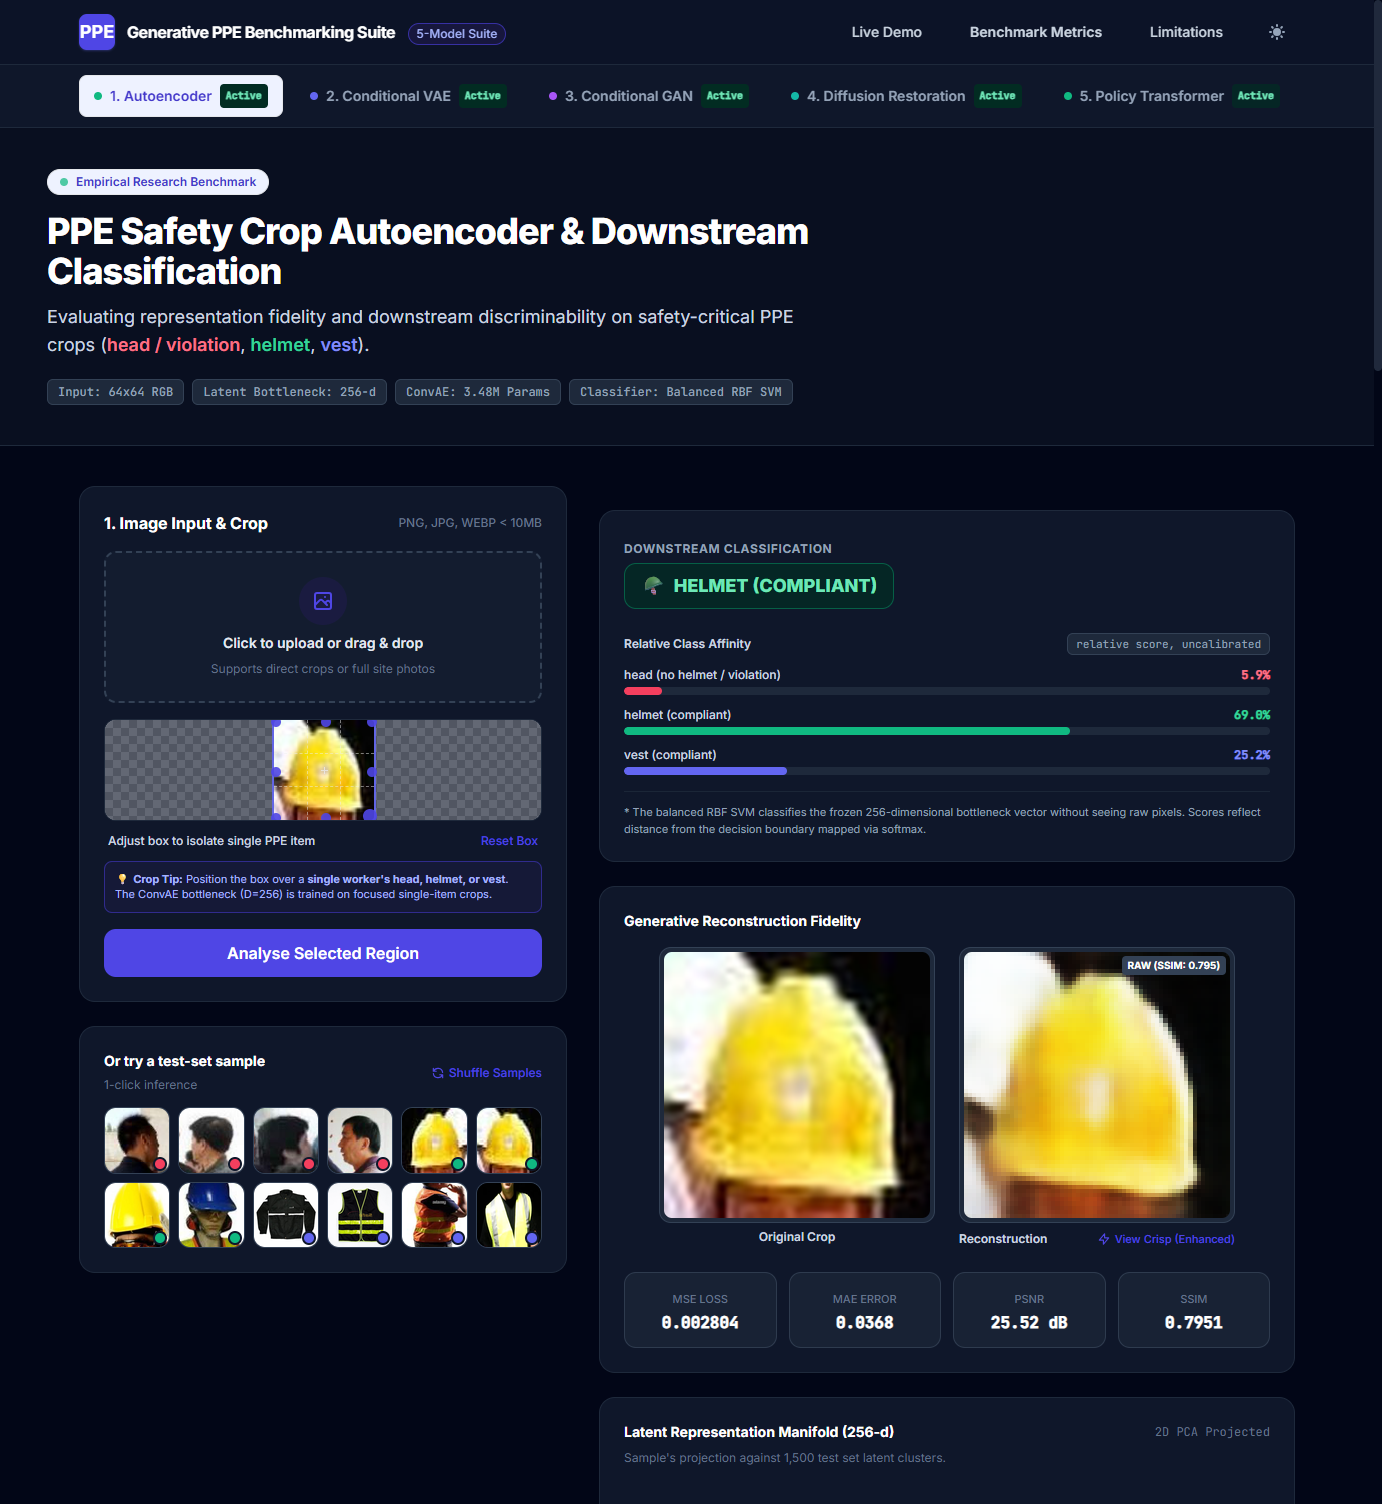 PPE Generative PPE Benchmarking Suite 5-Model Suite Live Demo Benchmark Metrics Limitations
1. Autoencoder Active 2. Conditional VAE Active 3. Conditional GAN Active 4. Diffusion Restoration Active 5. Policy Transformer Active
Empirical Research Benchmark
PPE Safety Crop Autoencoder & Downstream
Classification
Evaluating representation fidelity and downstream discriminability on safety-critical PPE
crops (head / violation, helmet, vest).
Input: 64x64 RGB Latent Bottleneck: 256-d ConvAE: 3.48M Params Classifier: Balanced RBF SVM
1. Image Input & Crop PNG, JPG, WEBP < 10MB
Click to upload or drag & drop
Supports direct crops or full site photos
Adjust box to isolate single PPE item Reset Box
💡 Crop Tip: Position the box over a single worker's head, helmet, or vest.
The ConvAE bottleneck (D=256) is trained on focused single-item crops.
Analyse Selected Region
Or try a test-set sample
1-click inference
Shuffle Samples
DOWNSTREAM CLASSIFICATION
HELMET (COMPLIANT)
Relative Class Affinity relative score, uncalibrated
head (no helmet / violation) 5.9%
helmet (compliant) 69.0%
vest (compliant) 25.2%
* The balanced RBF SVM classifies the frozen 256-dimensional bottleneck vector without seeing raw pixels. Scores reflect
distance from the decision boundary mapped via softmax.
Generative Reconstruction Fidelity
RAW (SSIM: 0.795)
Original Crop
Reconstruction View Crisp (Enhanced)
MSE LOSS
0.002804
MAE ERROR
0.0368
PSNR
25.52 dB
SSIM
0.7951
Latent Representation Manifold (256-d) 2D PCA Projected
Sample's projection against 1,500 test set latent clusters.